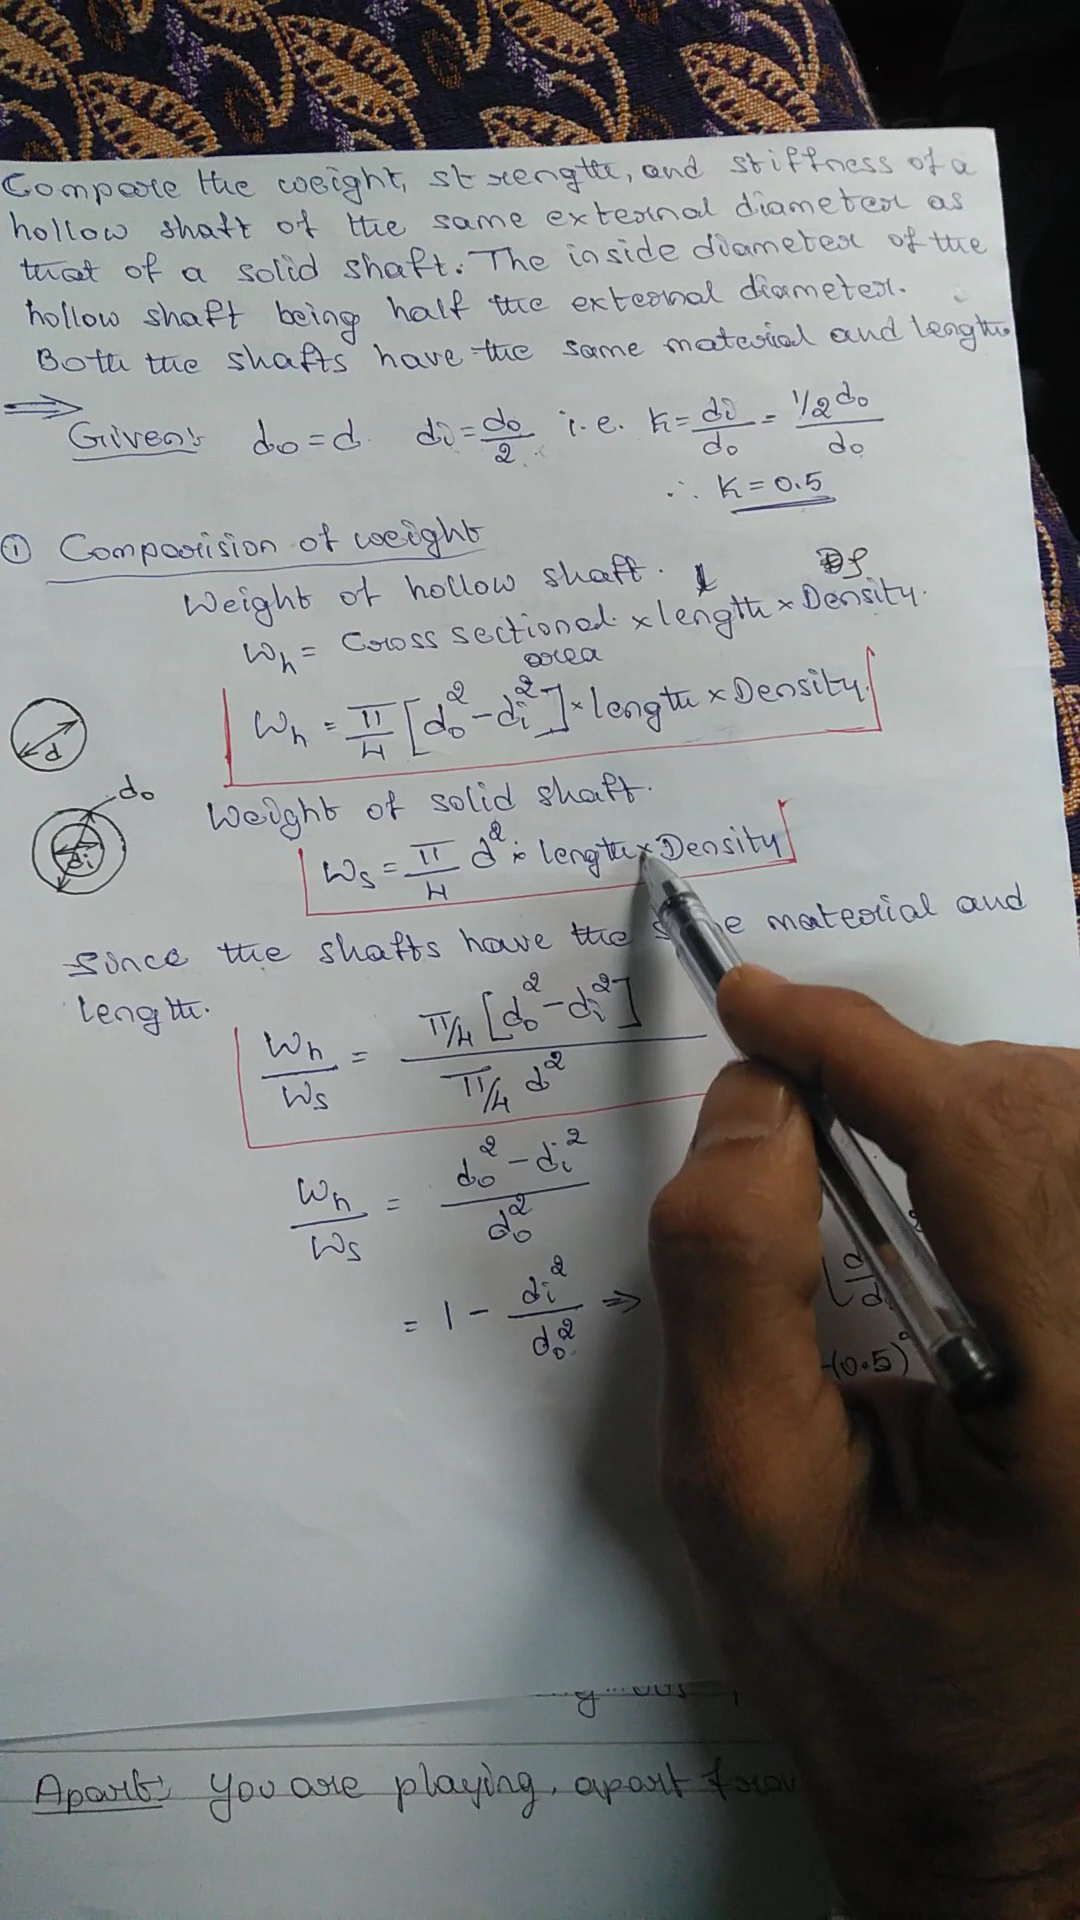 Compare the weight, strength, and stiffness of a
hollow shaft of the same external diameter as
that of a solid shaft. The inside diameter of the
hollow shaft being half the external diameter.
Both the shafts have the same material and length
⇒
Given: do = d. di = do/2 i.e. K = di/do = 1/2 do/do
∴ K = 0.5
① Comparision of weight
Weight of hollow shaft.
Wh = Cross sectional area × length × Density.
Wh = π/4 [do² - di²] × length × Density.
d
do
di
Weight of solid shaft.
Ws = π/4 d² × length × Density
Since the shafts have the material and
length.
Wh/Ws = π/4 [do² - di²] / π/4 d²
Wh/Ws = do² - di² / do²
= 1 - di²/do² ⇒
-(0.5)
Apart: You are playing, apart